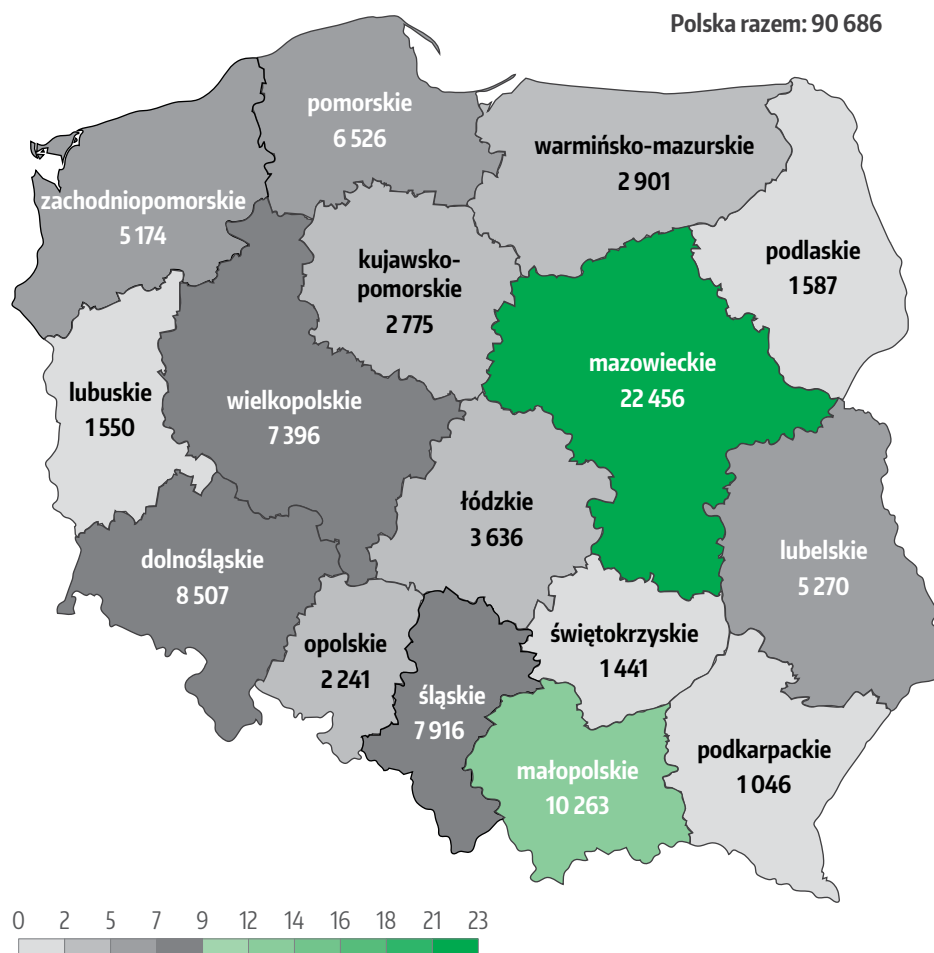 Polska razem: 90 686
pomorskie
6 526
warmińsko-mazurskie
2 901
zachodniopomorskie
5 174
kujawsko-
pomorskie
2 775
podlaskie
1 587
mazowieckie
22 456
lubuskie
1 550
wielkopolskie
7 396
łódzkie
3 636
dolnośląskie
8 507
lubelskie
5 270
opolskie
2 241
śląskie
7 916
świętokrzyskie
1 441
małopolskie
10 263
podkarpackie
1 046
0 2 5 7 9 12 14 16 18 21 23